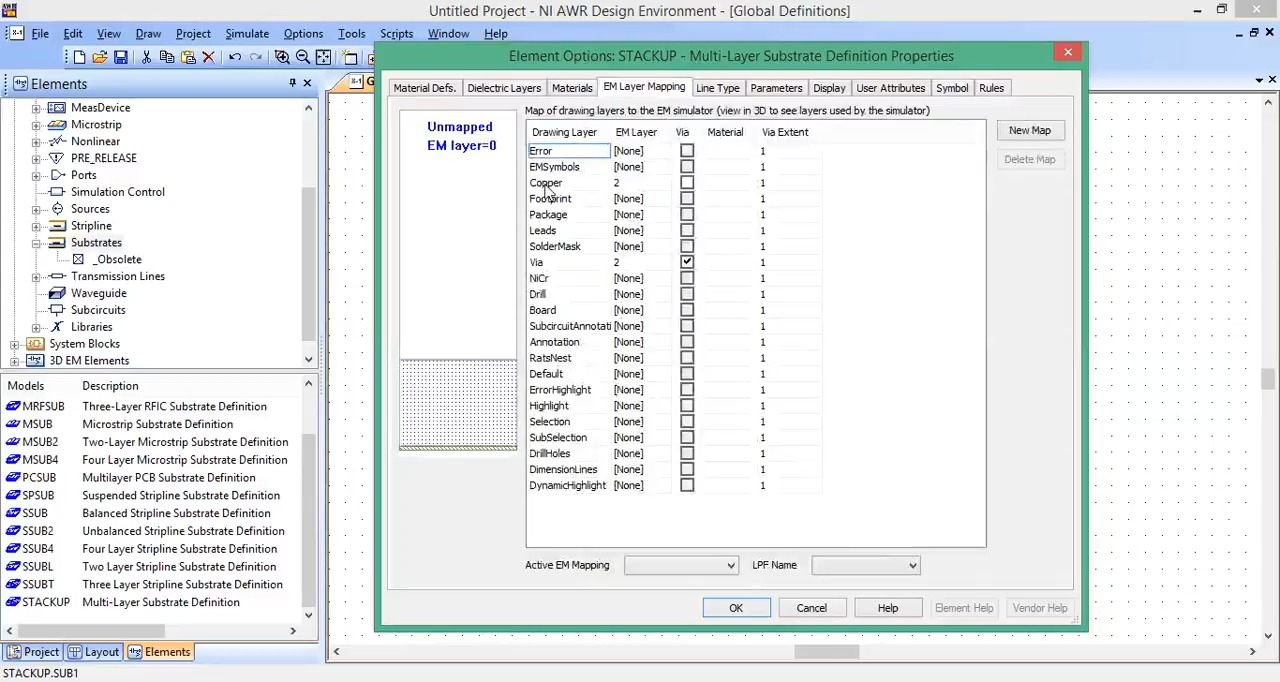 Untitled Project - NI AWR Design Environment - [Global Definitions]
File Edit View Draw Project Simulate Options Tools Scripts Window Help
Elements
MeasDevice
Microstrip
Nonlinear
PRE_RELEASE
Ports
Simulation Control
Sources
Stripline
Substrates
_Obsolete
Transmission Lines
Waveguide
Subcircuits
Libraries
System Blocks
3D EM Elements
Models Description
MRFSUB Three-Layer RFIC Substrate Definition
MSUB Microstrip Substrate Definition
MSUB2 Two-Layer Microstrip Substrate Definition
MSUB4 Four Layer Microstrip Substrate Definition
PCSUB Multilayer PCB Substrate Definition
SPSUB Suspended Stripline Substrate Definition
SSUB Balanced Stripline Substrate Definition
SSUB2 Unbalanced Stripline Substrate Definition
SSUB4 Four Layer Stripline Substrate Definition
SSUBL Two Layer Stripline Substrate Definition
SSUBT Three Layer Stripline Substrate Definition
STACKUP Multi-Layer Substrate Definition
Project Layout Elements
STACKUP.SUB1
G
Element Options: STACKUP - Multi-Layer Substrate Definition Properties
Material Defs. Dielectric Layers Materials EM Layer Mapping Line Type Parameters Display User Attributes Symbol Rules
Unmapped
EM layer=0
Map of drawing layers to the EM simulator (view in 3D to see layers used by the simulator)
Drawing Layer EM Layer Via Material Via Extent
Error [None] 1
EMSymbols [None] 1
Copper 2 1
Footprint [None] 1
Package [None] 1
Leads [None] 1
SolderMask [None] 1
Via 2 1
NiCr [None] 1
Drill [None] 1
Board [None] 1
SubcircuitAnnotati [None] 1
Annotation [None] 1
RatsNest [None] 1
Default [None] 1
ErrorHighlight [None] 1
Highlight [None] 1
Selection [None] 1
SubSelection [None] 1
DrillHoles [None] 1
DimensionLines [None] 1
DynamicHighlight [None] 1
New Map
Delete Map
Active EM Mapping LPF Name
OK Cancel Help Element Help Vendor Help